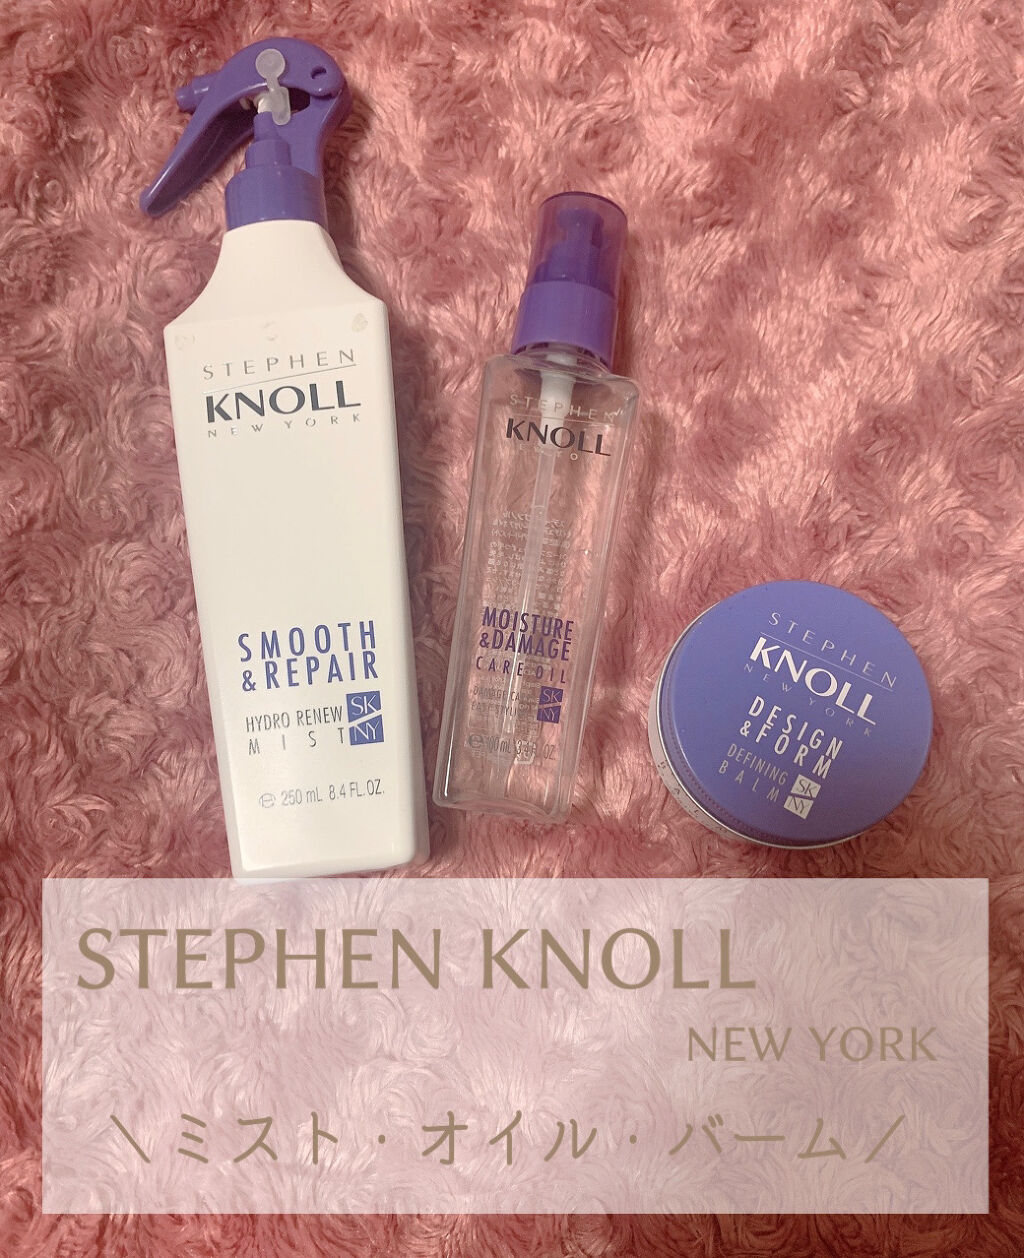 STEPHEN
KNOLL
NEW YORK
SMOOTH
& REPAIR
HYDRO RENEW
MIST
SK
NY
250 mL 8.4 FL.OZ.
STEPHEN
KNOLL
MOISTURE
& DAMAGE
CARE OIL
SK
NY
STEPHEN
KNOLL
NEW YORK
DESIGN
& FORM
DEFINING
BALM
SK
NY
STEPHEN KNOLL
NEW YORK
\ミスト・オイル・バーム/